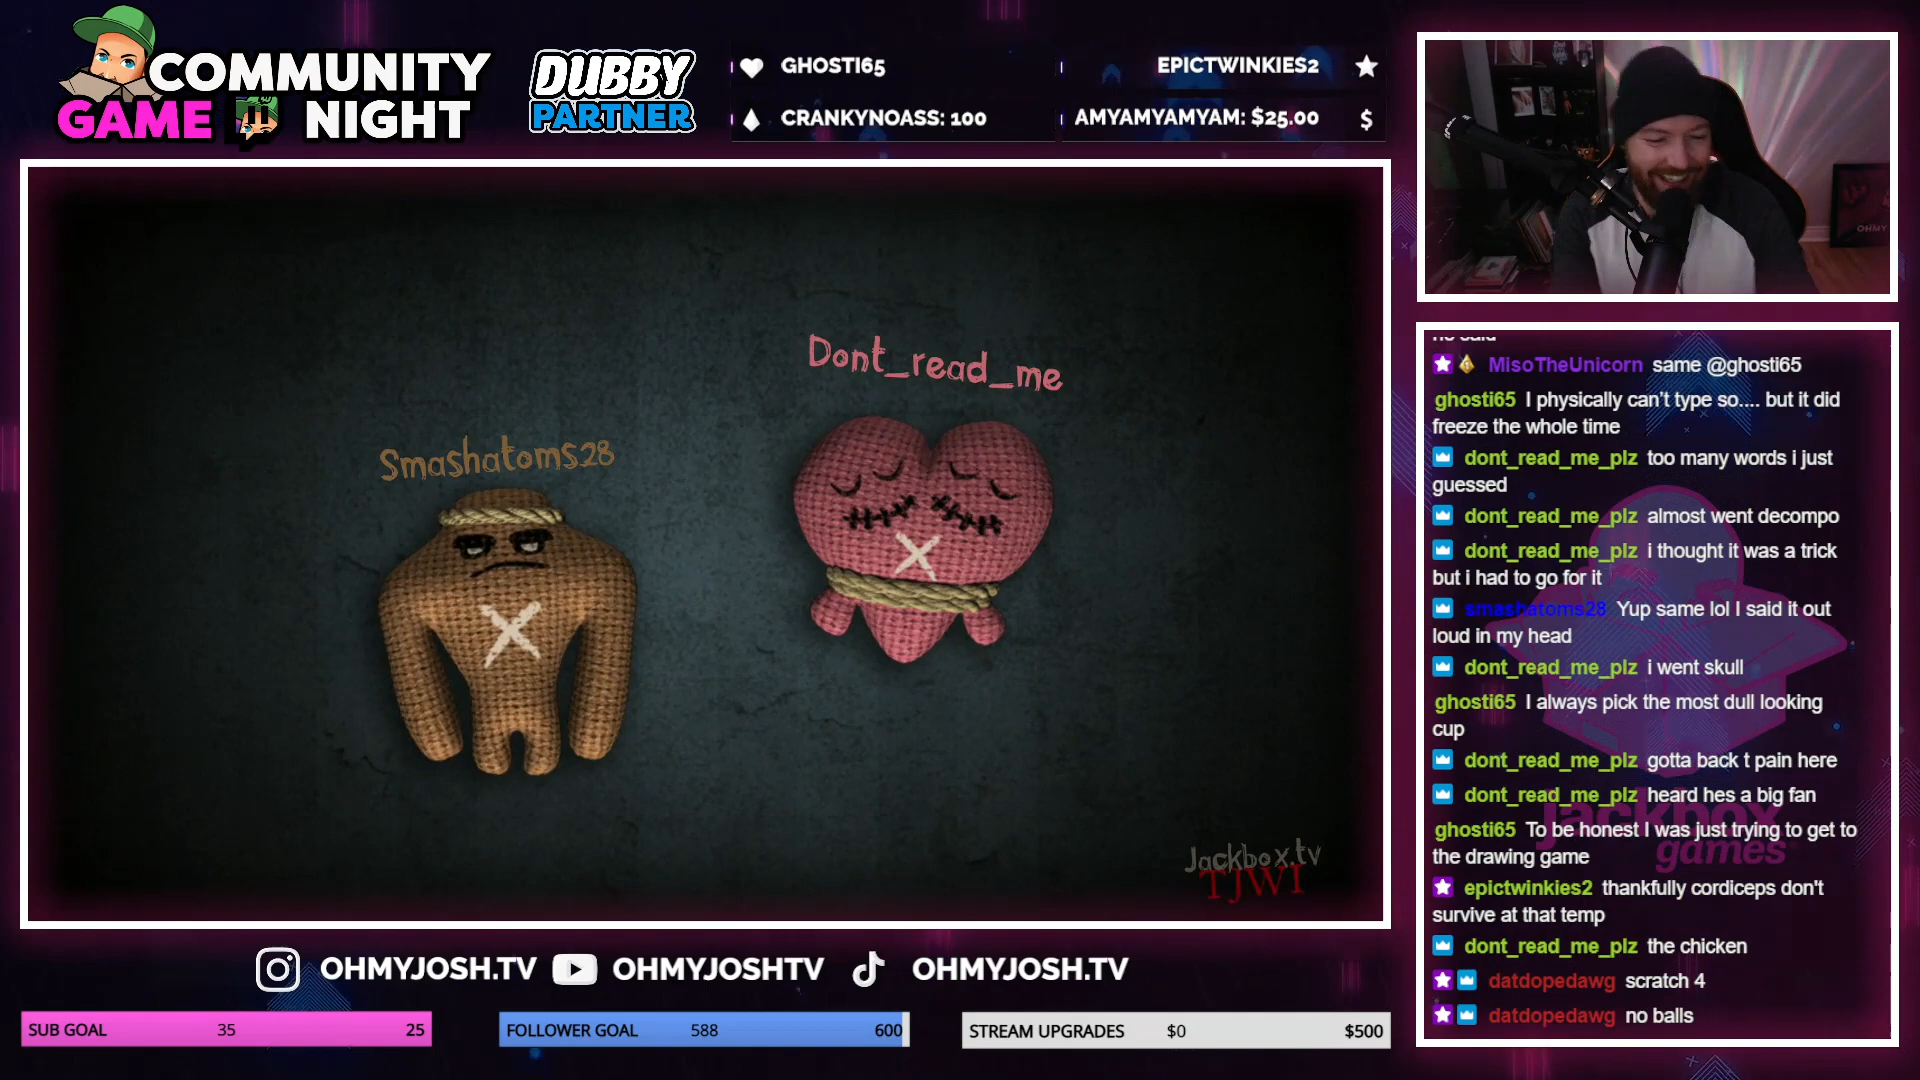 COMMUNITY
GAME NIGHT
DUBBY
PARTNER
GHOSTI65
CRANKYNOASS: 100
EPICTWINKIES2
AMYAMYAMYAM: $25.00 $
OHMY
Dont_read_me
Smashatoms28
Jackbox.tv
TJWI
no said
MisoTheUnicorn same @ghosti65
ghosti65 I physically can't type so.... but it did
freeze the whole time
dont_read_me_plz too many words i just
guessed
dont_read_me_plz almost went decompo
dont_read_me_plz i thought it was a trick
but i had to go for it
smashatoms28 Yup same lol I said it out
loud in my head
dont_read_me_plz i went skull
ghosti65 I always pick the most dull looking
cup
dont_read_me_plz gotta back t pain here
dont_read_me_plz heard hes a big fan
ghosti65 To be honest I was just trying to get to
the drawing game
epictwinkies2 thankfully cordiceps don't
survive at that temp
dont_read_me_plz the chicken
datdopedawg scratch 4
datdopedawg no balls
Jackbox
games
OHMYJOSH.TV OHMYJOSHTV OHMYJOSH.TV
SUB GOAL 35 25
FOLLOWER GOAL 588 600
STREAM UPGRADES $0 $500